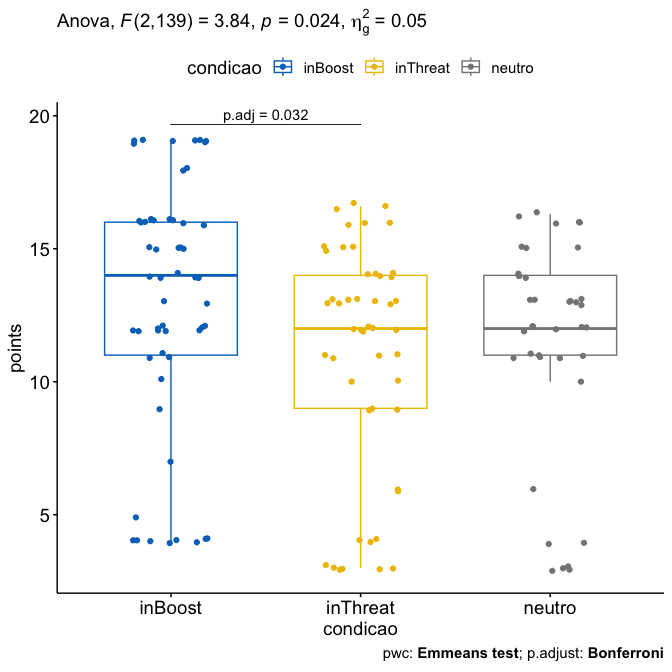 Anova, F(2,139) = 3.84, p = 0.024, η²g = 0.05
condicao inBoost inThreat neutro
20
p.adj = 0.032
15
points
10
5
inBoost inThreat neutro
condicao
pwc: Emmeans test; p.adjust: Bonferroni